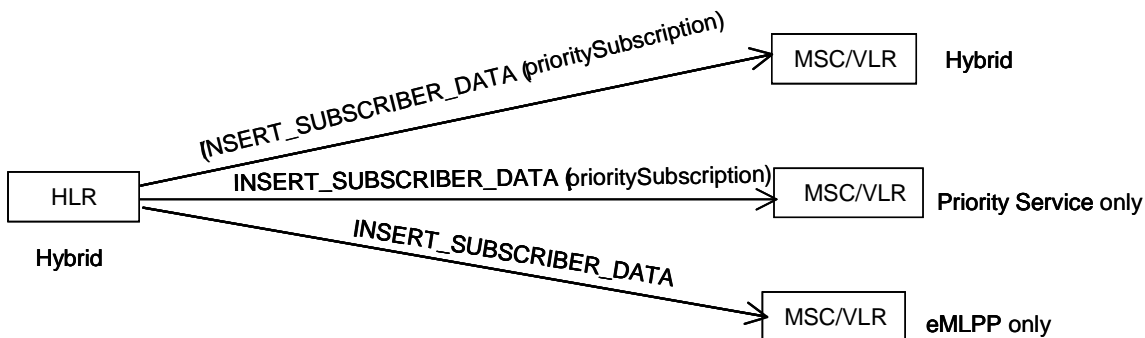 (INSERT_SUBSCRIBER_DATA (prioritySubscription)
MSC/VLR
Hybrid
HLR
INSERT_SUBSCRIBER_DATA (prioritySubscription)
MSC/VLR
Priority Service only
Hybrid
INSERT_SUBSCRIBER_DATA
MSC/VLR
eMLPP only